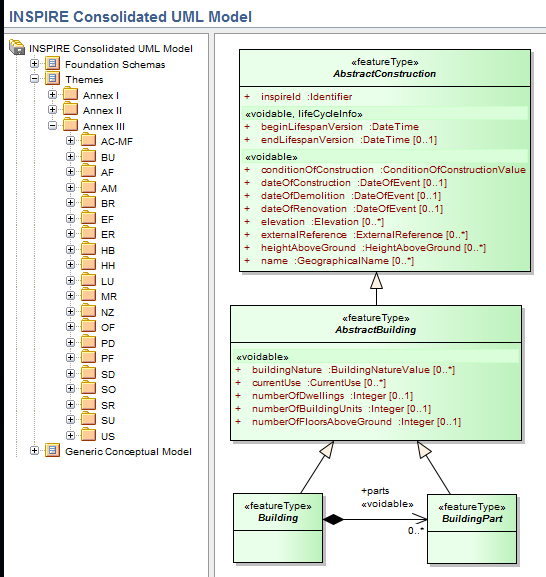 INSPIRE Consolidated UML Model
INSPIRE Consolidated UML Model
Foundation Schemas
Themes
Annex I
Annex II
Annex III
AC-MF
BU
AF
AM
BR
EF
ER
HB
HH
LU
MR
NZ
OF
PD
PF
SD
SO
SR
SU
US
Generic Conceptual Model
«featureType»
AbstractConstruction
+ inspireId :Identifier
«voidable, lifeCycleInfo»
+ beginLifespanVersion :DateTime
+ endLifespanVersion :DateTime [0..1]
«voidable»
+ conditionOfConstruction :ConditionOfConstructionValue
+ dateOfConstruction :DateOfEvent [0..1]
+ dateOfDemolition :DateOfEvent [0..1]
+ dateOfRenovation :DateOfEvent [0..1]
+ elevation :Elevation [0..*]
+ externalReference :ExternalReference [0..*]
+ heightAboveGround :HeightAboveGround [0..*]
+ name :GeographicalName [0..*]
«featureType»
AbstractBuilding
«voidable»
+ buildingNature :BuildingNatureValue [0..*]
+ currentUse :CurrentUse [0..*]
+ numberOfDwellings :Integer [0..1]
+ numberOfBuildingUnits :Integer [0..1]
+ numberOfFloorsAboveGround :Integer [0..1]
«featureType»
Building
+parts
«voidable»
0..*
«featureType»
BuildingPart